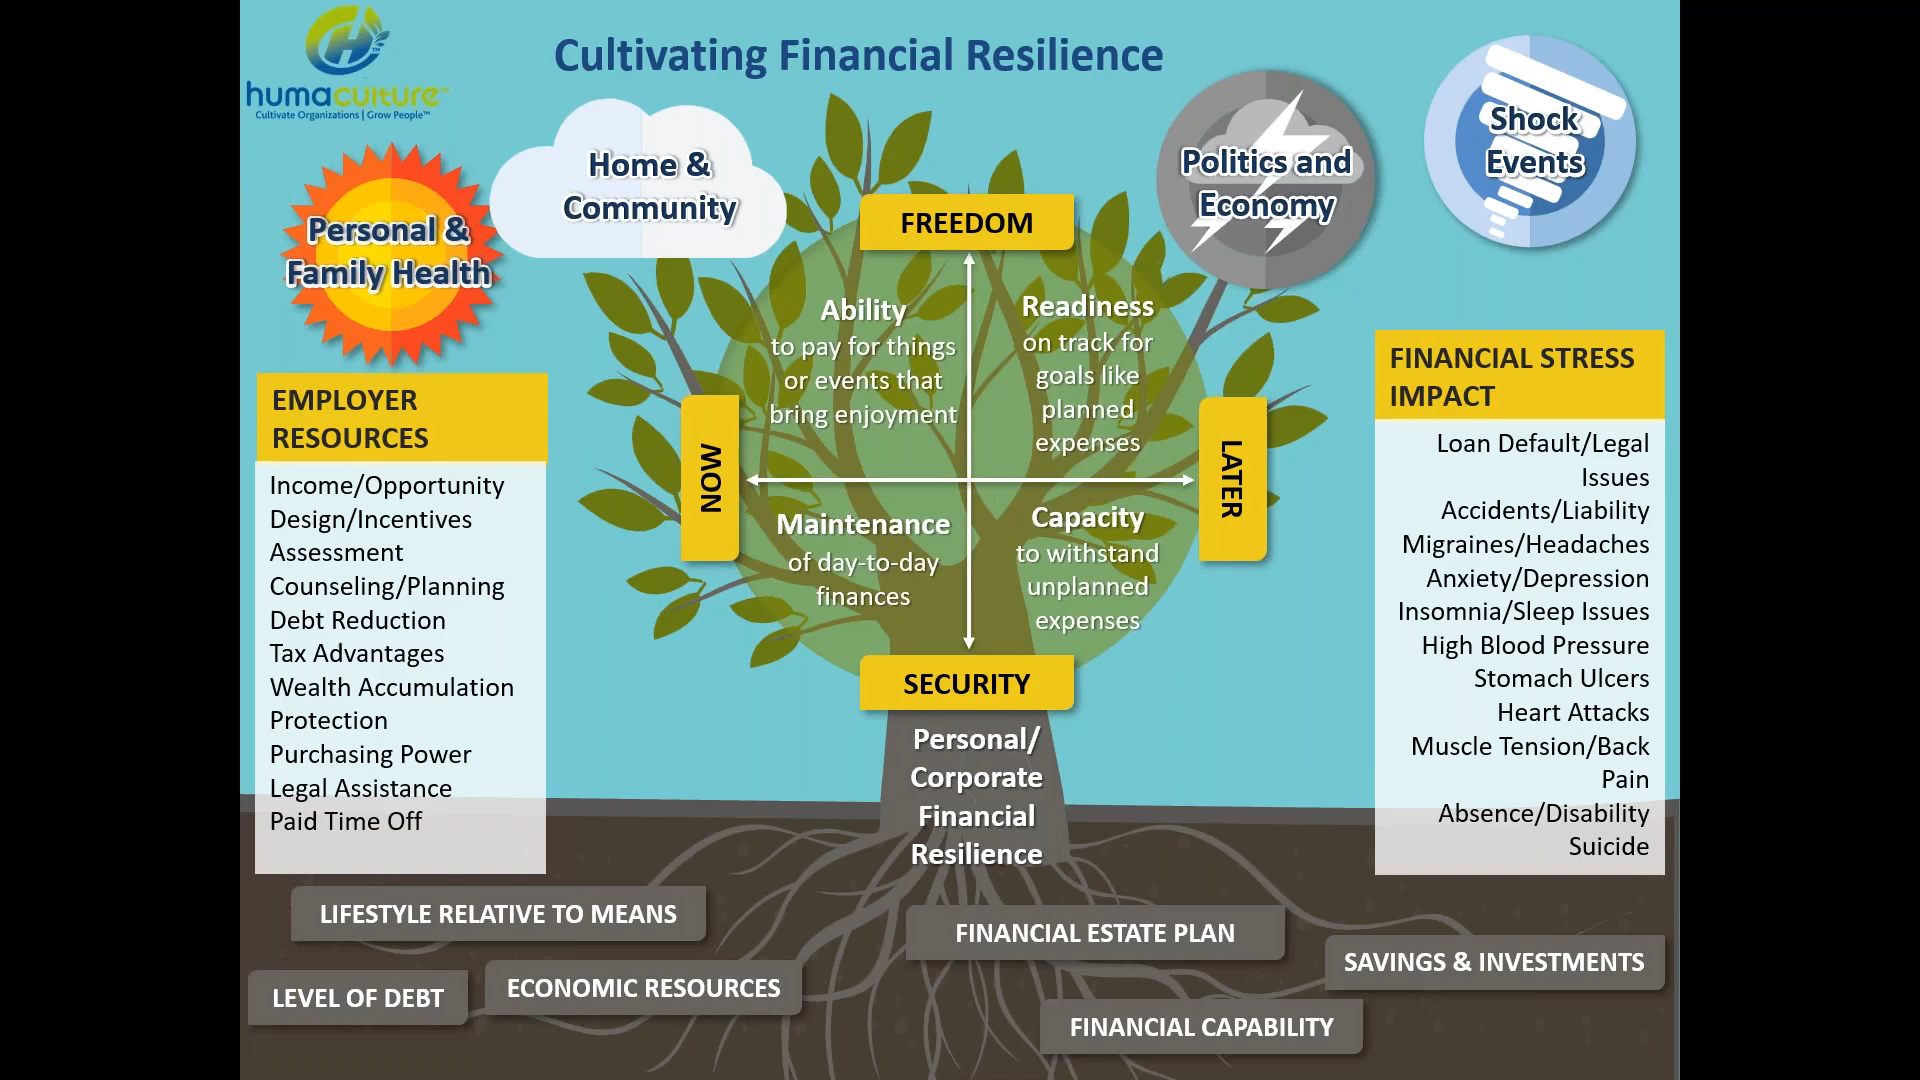 humaculture™
Cultivate Organizations | Grow People™
Cultivating Financial Resilience
Personal &
Family Health
Home &
Community
Politics and
Economy
Shock
Events
EMPLOYER
RESOURCES
Income/Opportunity
Design/Incentives
Assessment
Counseling/Planning
Debt Reduction
Tax Advantages
Wealth Accumulation
Protection
Purchasing Power
Legal Assistance
Paid Time Off
FREEDOM
NOW
LATER
SECURITY
Ability
to pay for things
or events that
bring enjoyment
Readiness
on track for
goals like
planned
expenses
Maintenance
of day-to-day
finances
Capacity
to withstand
unplanned
expenses
Personal/
Corporate
Financial
Resilience
FINANCIAL STRESS
IMPACT
Loan Default/Legal
Issues
Accidents/Liability
Migraines/Headaches
Anxiety/Depression
Insomnia/Sleep Issues
High Blood Pressure
Stomach Ulcers
Heart Attacks
Muscle Tension/Back
Pain
Absence/Disability
Suicide
LIFESTYLE RELATIVE TO MEANS
LEVEL OF DEBT
ECONOMIC RESOURCES
FINANCIAL ESTATE PLAN
SAVINGS & INVESTMENTS
FINANCIAL CAPABILITY